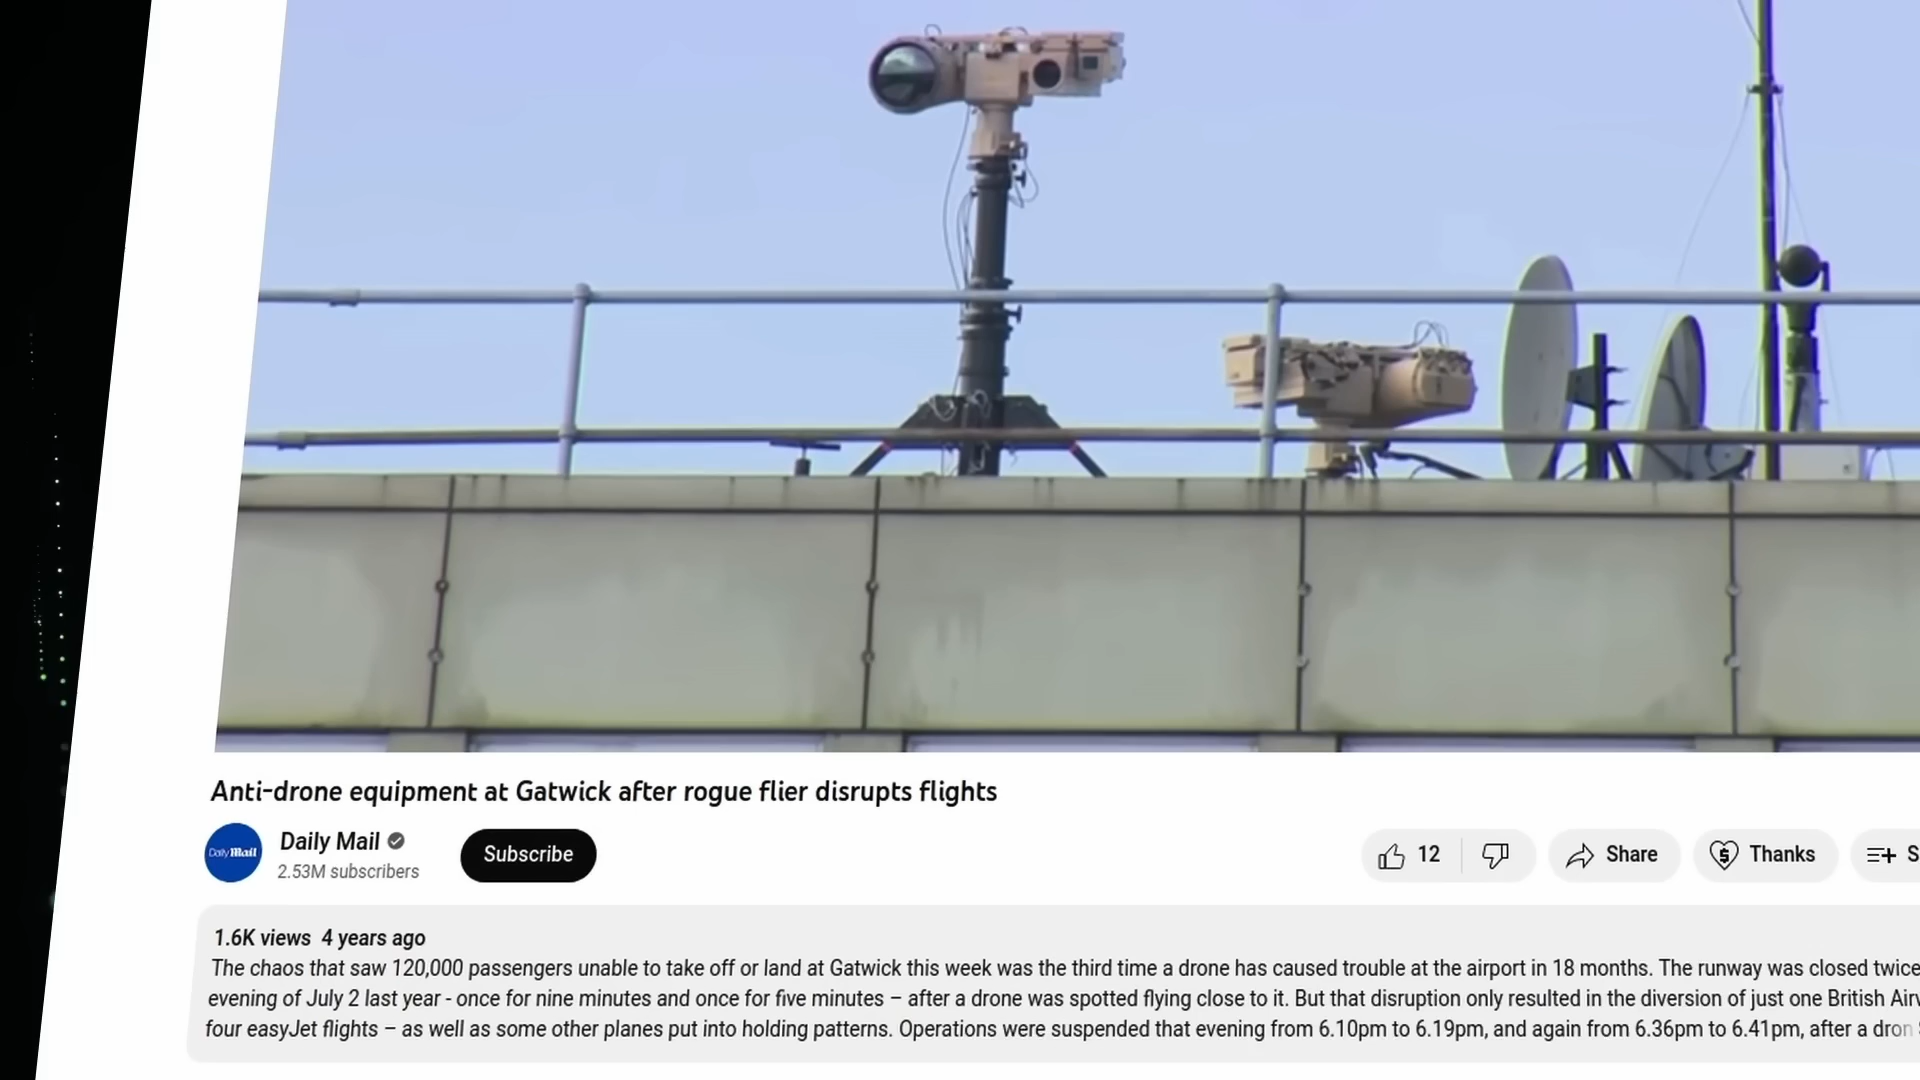 Anti-drone equipment at Gatwick after rogue flier disrupts flights
Daily Mail
Daily Mail
2.53M subscribers
Subscribe
12
Share
Thanks
1.6K views 4 years ago
The chaos that saw 120,000 passengers unable to take off or land at Gatwick this week was the third time a drone has caused trouble at the airport in 18 months. The runway was closed twice
evening of July 2 last year - once for nine minutes and once for five minutes – after a drone was spotted flying close to it. But that disruption only resulted in the diversion of just one British
four easyJet flights – as well as some other planes put into holding patterns. Operations were suspended that evening from 6.10pm to 6.19pm, and again from 6.36pm to 6.41pm, after a